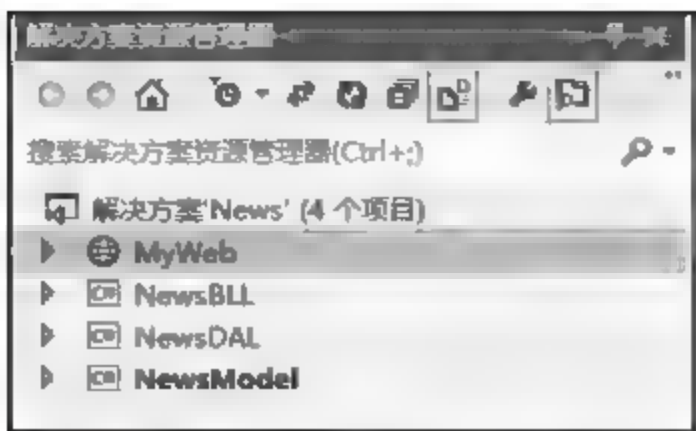 解决方案资源管理器
搜索解决方案资源管理器(Ctrl+;)
解决方案'News' (4 个项目)
MyWeb
NewsBLL
NewsDAL
NewsModel